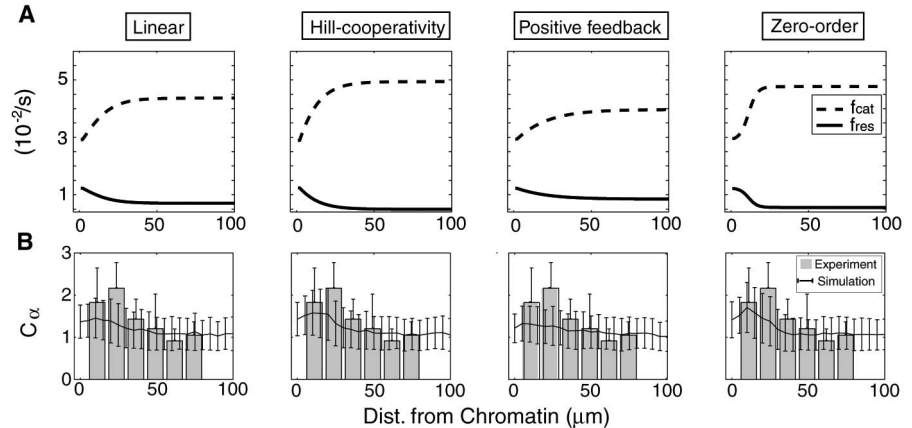 A
Linear
Hill-cooperativity
Positive feedback
Zero-order
(10⁻²/s)
5
3
1
fcat
fres
0 50 100
0 50 100
0 50 100
0 50 100
B
Cα
3
2
1
0
Experiment
Simulation
0 50 100
0 50 100
0 50 100
0 50 100
Dist. from Chromatin (μm)